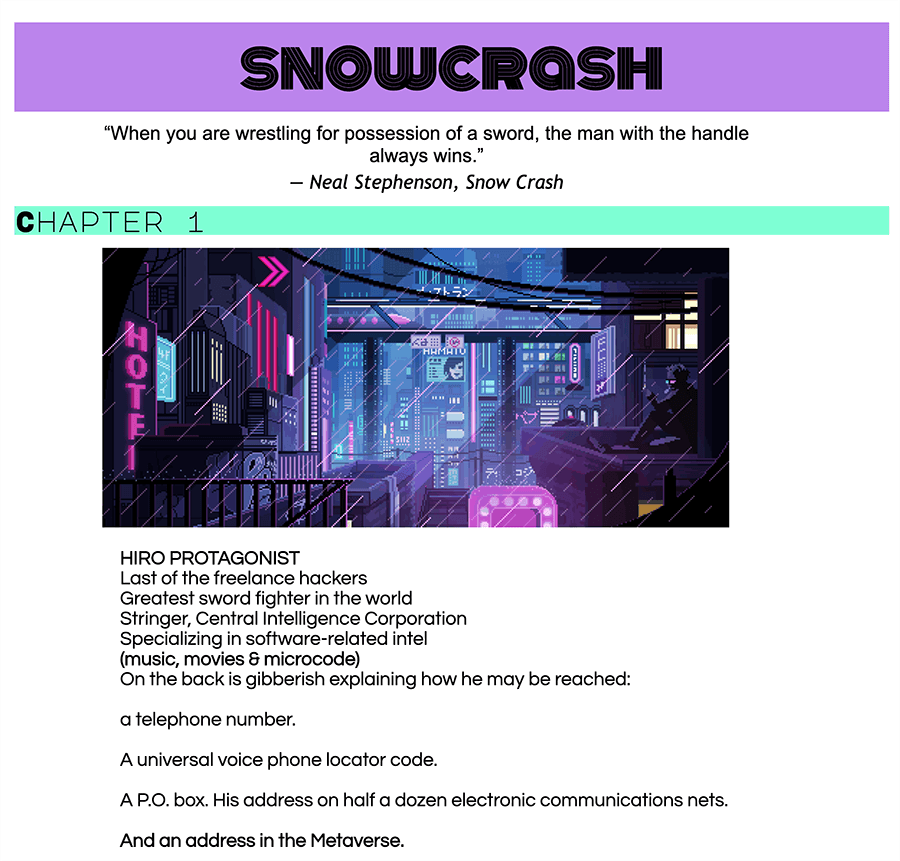 SNOWCRASH
“When you are wrestling for possession of a sword, the man with the handle
always wins.”
— Neal Stephenson, Snow Crash
CHAPTER 1
HOTEL
HIRO PROTAGONIST
Last of the freelance hackers
Greatest sword fighter in the world
Stringer, Central Intelligence Corporation
Specializing in software-related intel
(music, movies & microcode)
On the back is gibberish explaining how he may be reached:
a telephone number.
A universal voice phone locator code.
A P.O. box. His address on half a dozen electronic communications nets.
And an address in the Metaverse.